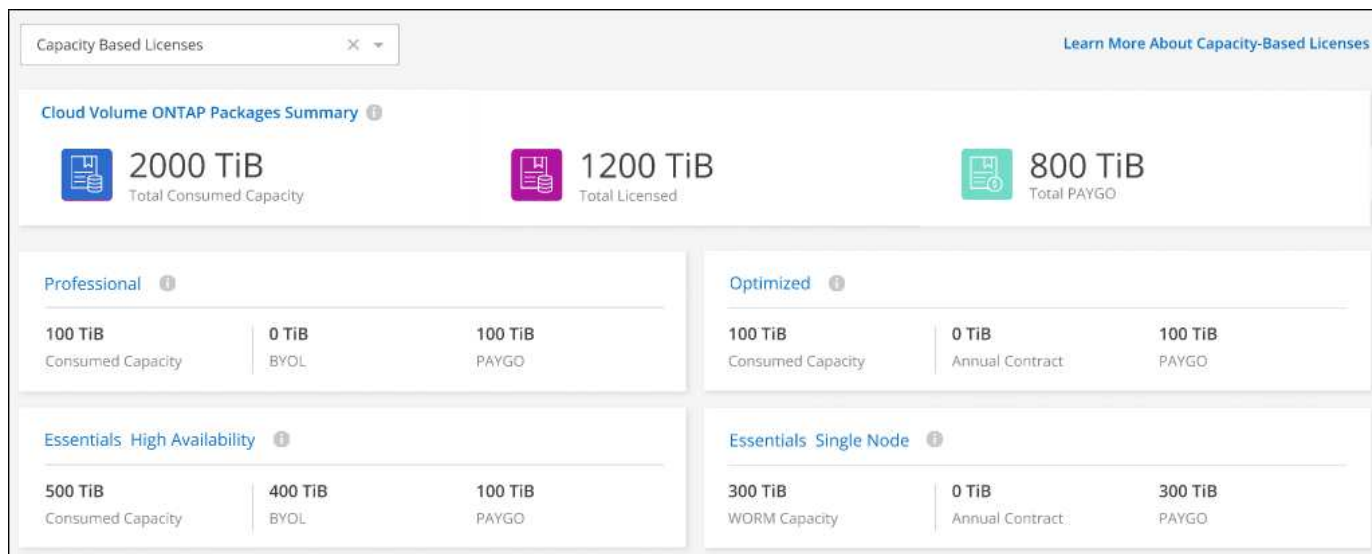 Capacity Based Licenses
Learn More About Capacity-Based Licenses
Cloud Volume ONTAP Packages Summary
2000 TiB
Total Consumed Capacity
1200 TiB
Total Licensed
800 TiB
Total PAYGO
Professional
100 TiB
Consumed Capacity
0 TiB
BYOL
100 TiB
PAYGO
Optimized
100 TiB
Consumed Capacity
0 TiB
Annual Contract
100 TiB
PAYGO
Essentials High Availability
500 TiB
Consumed Capacity
400 TiB
BYOL
100 TiB
PAYGO
Essentials Single Node
300 TiB
WORM Capacity
0 TiB
Annual Contract
300 TiB
PAYGO